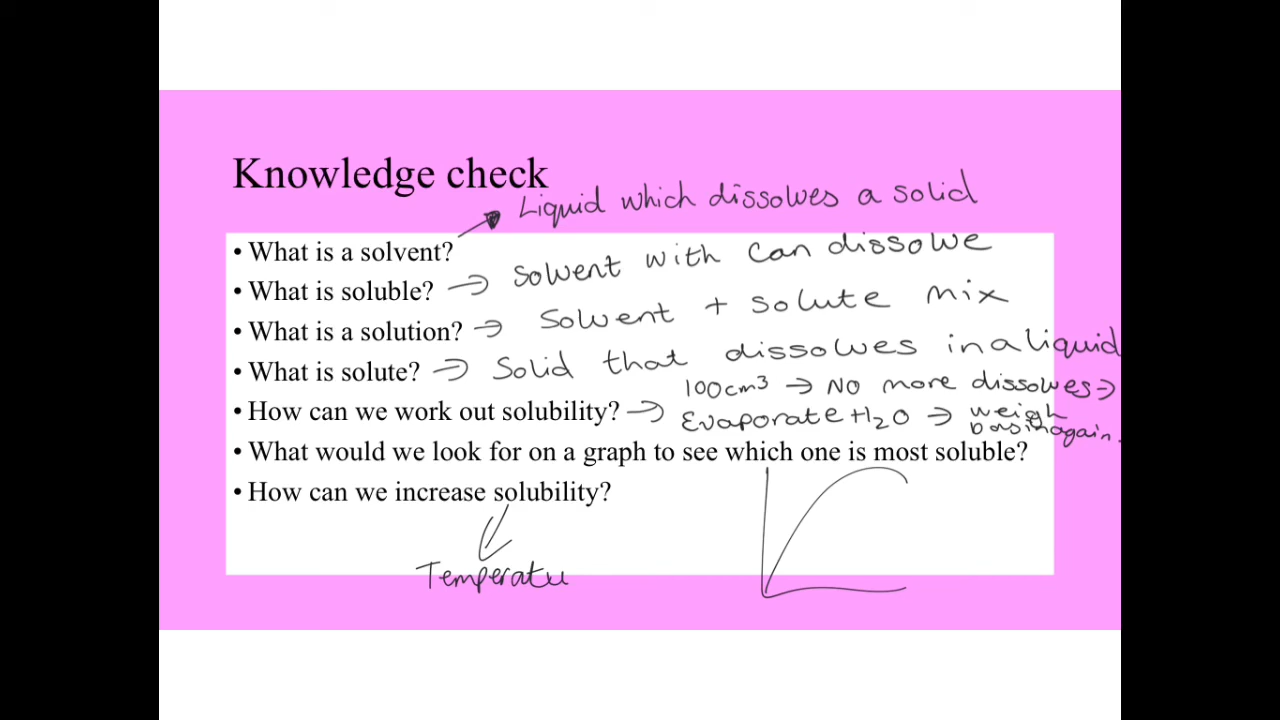 Knowledge check
Liquid which dissolves a solid
• What is a solvent?
• What is soluble? → Solvent with can dissolve
• What is a solution? → Solvent + solute mix
• What is solute? → Solid that dissolves in a liquid
100cm³ → No more dissolves →
• How can we work out solubility? → Evaporate H₂O → weigh
basin again.
• What would we look for on a graph to see which one is most soluble?
• How can we increase solubility?
Temperatu